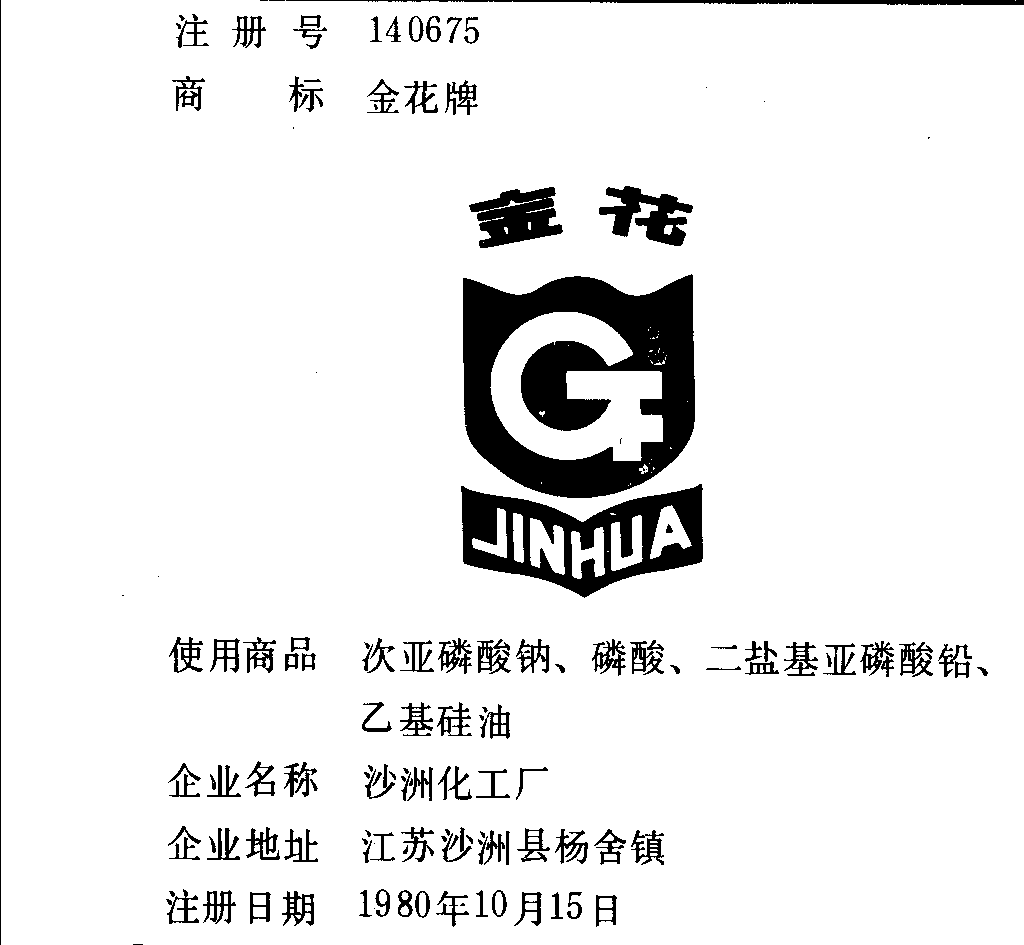 注册号 140675
商标 金花牌
金花
G
JINHUA
使用商品 次亚磷酸钠、磷酸、二盐基亚磷酸铅、
乙基硅油
企业名称 沙洲化工厂
企业地址 江苏沙洲县杨舍镇
注册日期 1980年10月15日